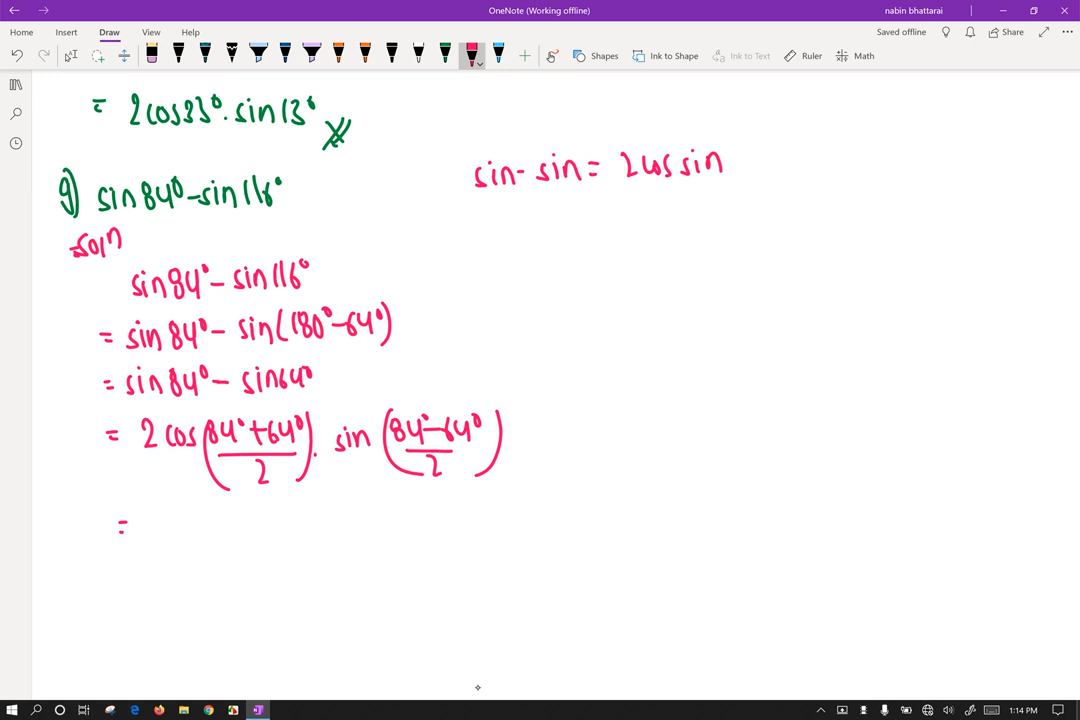 OneNote (Working offline)
nabin bhattarai
Home Insert Draw View Help
Saved offline
Share
Shapes Ink to Shape Ink to Text Ruler Math
= 2cos33°.sin13°
sin- sin= 2cos sin
g) sin84°-sin116°
soln
sin84°- sin116°
= sin84°- sin(180°-64°)
= sin84°- sin64°
= 2cos(84°+64°/2). sin(84°-64°/2)
=
1:14 PM